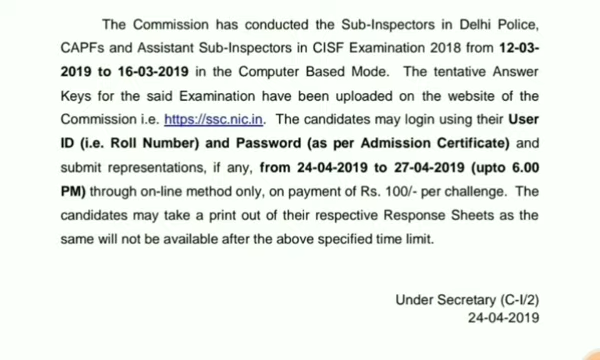 The Commission has conducted the Sub-Inspectors in Delhi Police,
CAPFs and Assistant Sub-Inspectors in CISF Examination 2018 from 12-03-
2019 to 16-03-2019 in the Computer Based Mode. The tentative Answer
Keys for the said Examination have been uploaded on the website of the
Commission i.e. https://ssc.nic.in. The candidates may login using their User
ID (i.e. Roll Number) and Password (as per Admission Certificate) and
submit representations, if any, from 24-04-2019 to 27-04-2019 (upto 6.00
PM) through on-line method only, on payment of Rs. 100/- per challenge. The
candidates may take a print out of their respective Response Sheets as the
same will not be available after the above specified time limit.
Under Secretary (C-I/2)
24-04-2019